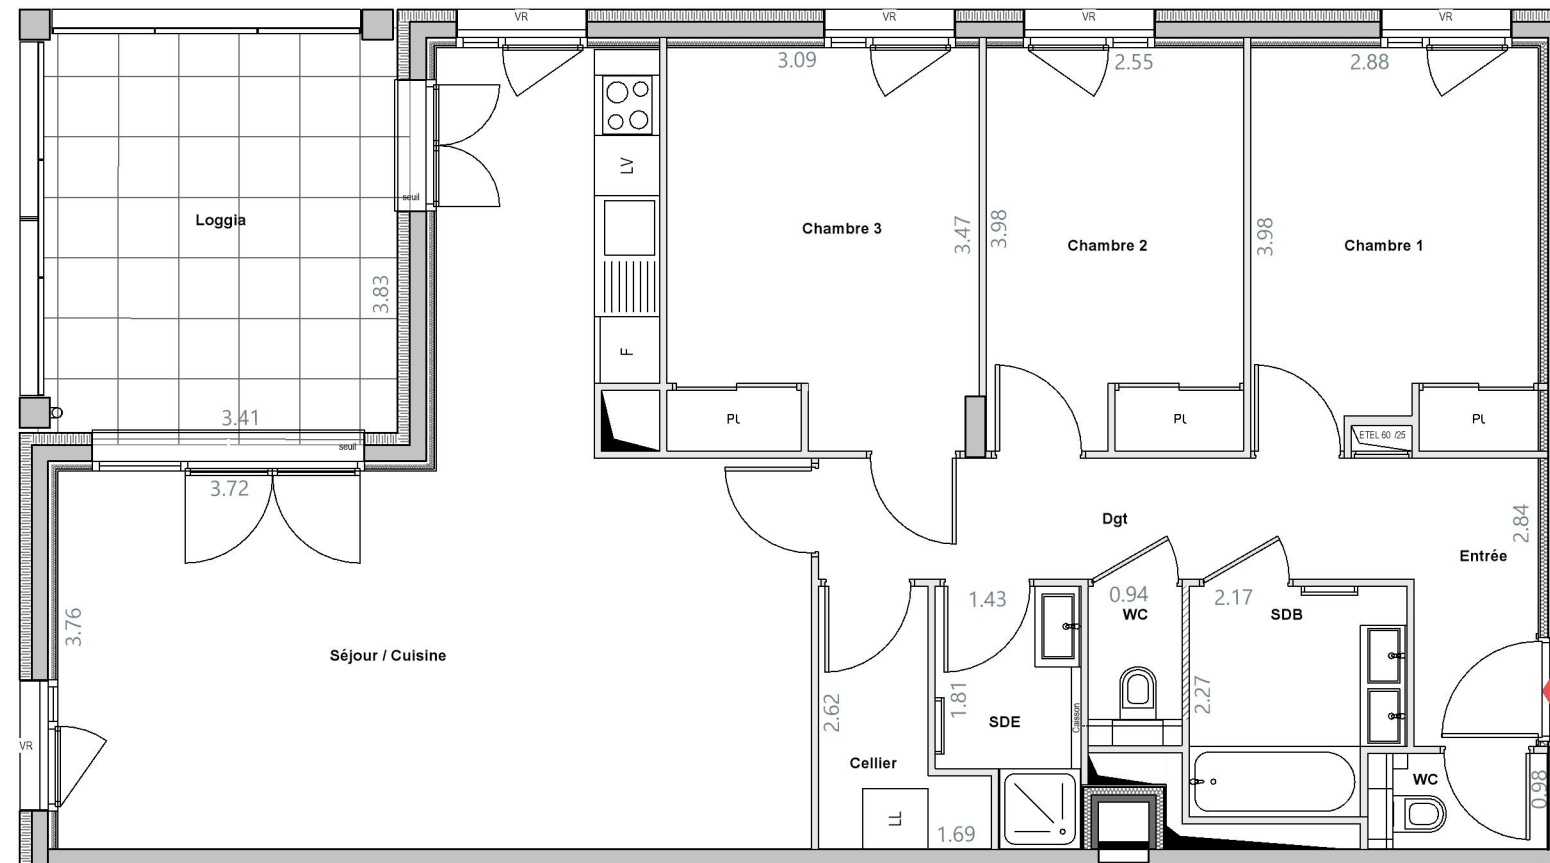 VR
VR
VR
VR
3.09
2.55
2.88
LV
seuil
Loggia
Chambre 3
3.47
3.98
Chambre 2
3.98
Chambre 1
3.83
F
3.41
PL
PL
PL
ETEL 60 /25
seuil
3.72
Dgt
2.84
Entrée
3.76
1.43
0.94
WC
2.17
SDB
Séjour / Cuisine
2.62
1.81
SDE
Caisson
2.27
VR
Cellier
WC
0.98
LL
1.69